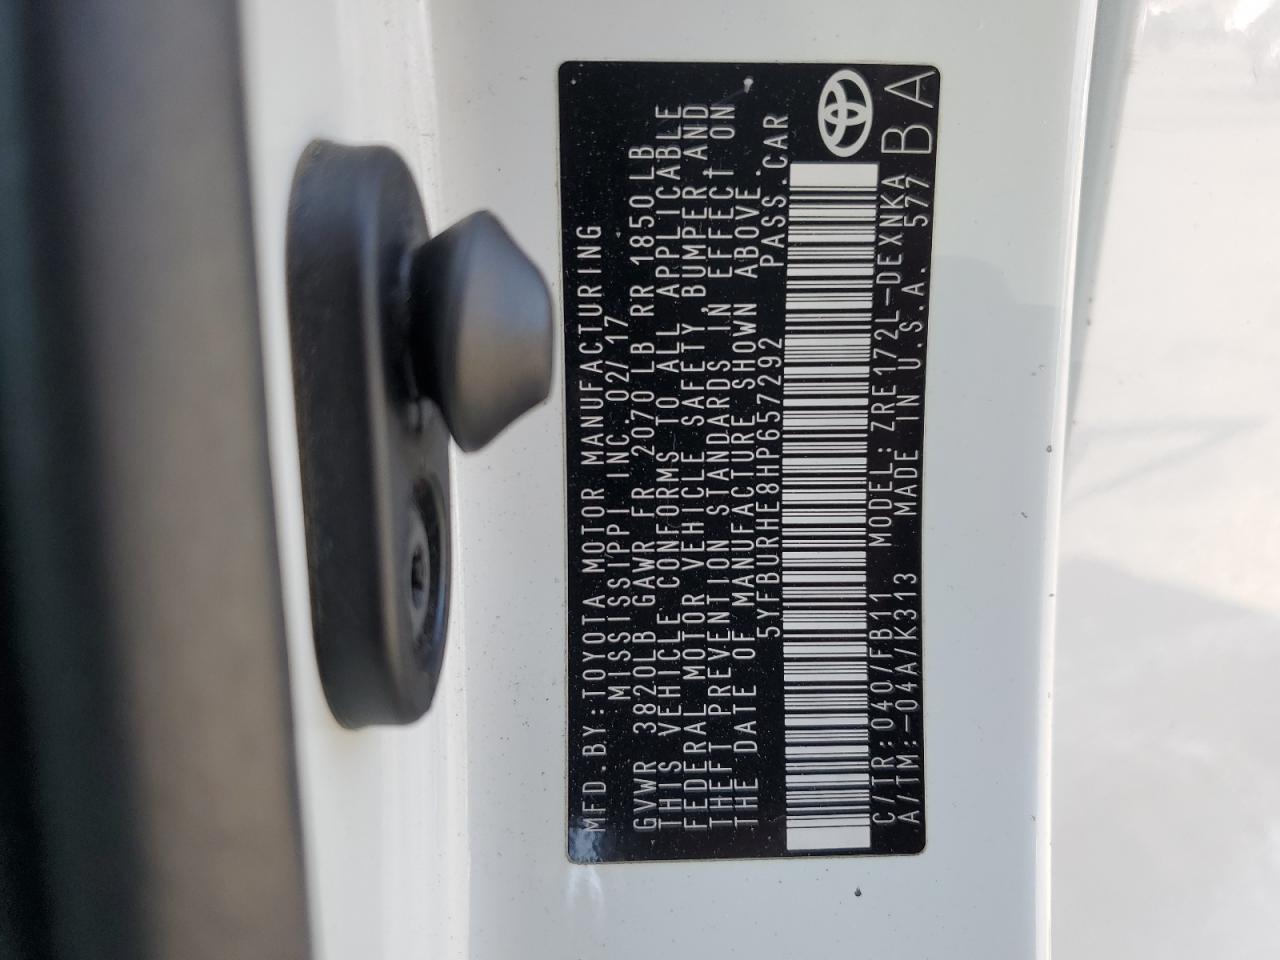 MFD.BY:TOYOTA MOTOR MANUFACTURING
MISSISSIPPI INC. 02/17
GVWR 3820LB GAWR FR 2070 LB RR 1850 LB
THIS VEHICLE CONFORMS TO ALL APPLICABLE
FEDERAL MOTOR VEHICLE SAFETY, BUMPER, AND
THEFT PREVENTION STANDARDS IN EFFECT ON
THE DATE OF MANUFACTURE SHOWN ABOVE.
5YFBURHE8HP657292 PASS.CAR
C/TR:040/FB11 MODEL:ZRE172L-DEXNKA
A/TM:-04A/K313 MADE IN U.S.A. 577
BA